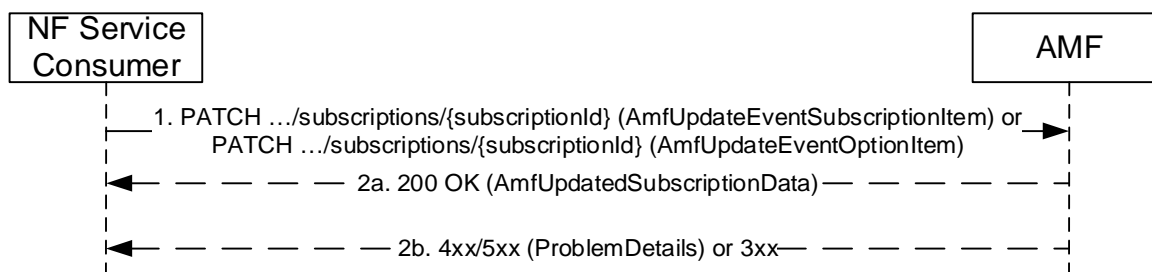 NF Service
Consumer
AMF
1. PATCH …/subscriptions/{subscriptionId} (AmfUpdateEventSubscriptionItem) or
PATCH …/subscriptions/{subscriptionId} (AmfUpdateEventOptionItem)
2a. 200 OK (AmfUpdatedSubscriptionData)
2b. 4xx/5xx (ProblemDetails) or 3xx